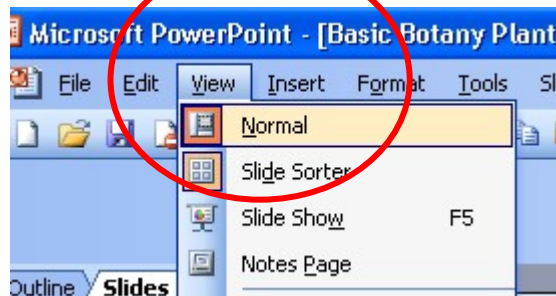 Microsoft PowerPoint - [Basic Botany Plant
File Edit View Insert Format Tools Sl
Normal
Slide Sorter
Slide Show F5
Notes Page
Outline Slides